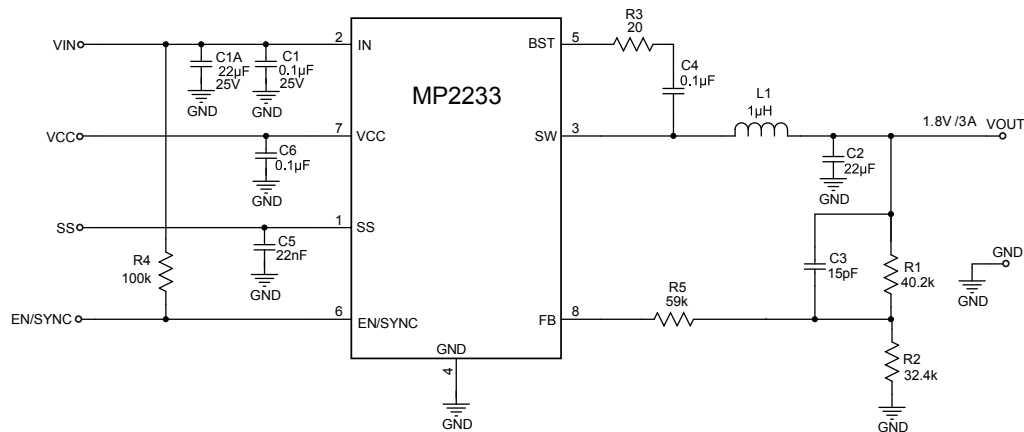 VIN
C1A
22µF
25V
GND
C1
0.1µF
25V
GND
2
IN
VCC
C6
0.1µF
GND
7
VCC
SS
C5
22nF
GND
1
SS
R4
100k
EN/SYNC
6
EN/SYNC
MP2233
GND
4
GND
BST
5
R3
20
C4
0.1µF
SW
3
L1
1µH
C2
22µF
GND
1.8V /3A
VOUT
FB
8
R5
59k
C3
15pF
R1
40.2k
R2
32.4k
GND
GND
GND